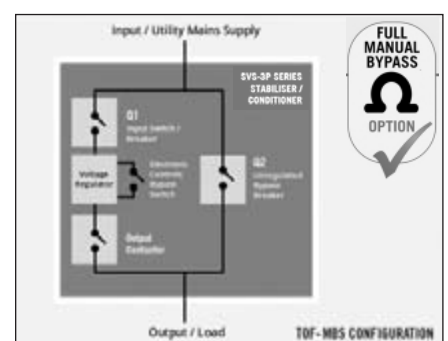 Input / Utility Mains Supply
FULL
MANUAL
BYPASS
Ω
OPTION
SVS-3P SERIES
STABILISER /
CONDITIONER
Q1
Input Switch /
Breaker
Voltage
Regulator
Electronic
Controls
Bypass
Switch
Q2
Unregulated
Bypass
Breaker
Output
Contactor
Output / Load
TOF-MBS CONFIGURATION